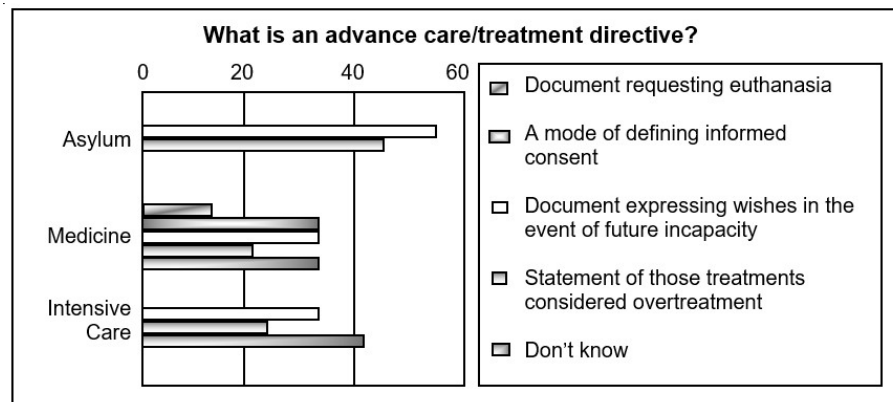 What is an advance care/treatment directive?
0 20 40 60
Asylum
Medicine
Intensive
Care
Document requesting euthanasia
A mode of defining informed
consent
Document expressing wishes in the
event of future incapacity
Statement of those treatments
considered overtreatment
Don't know